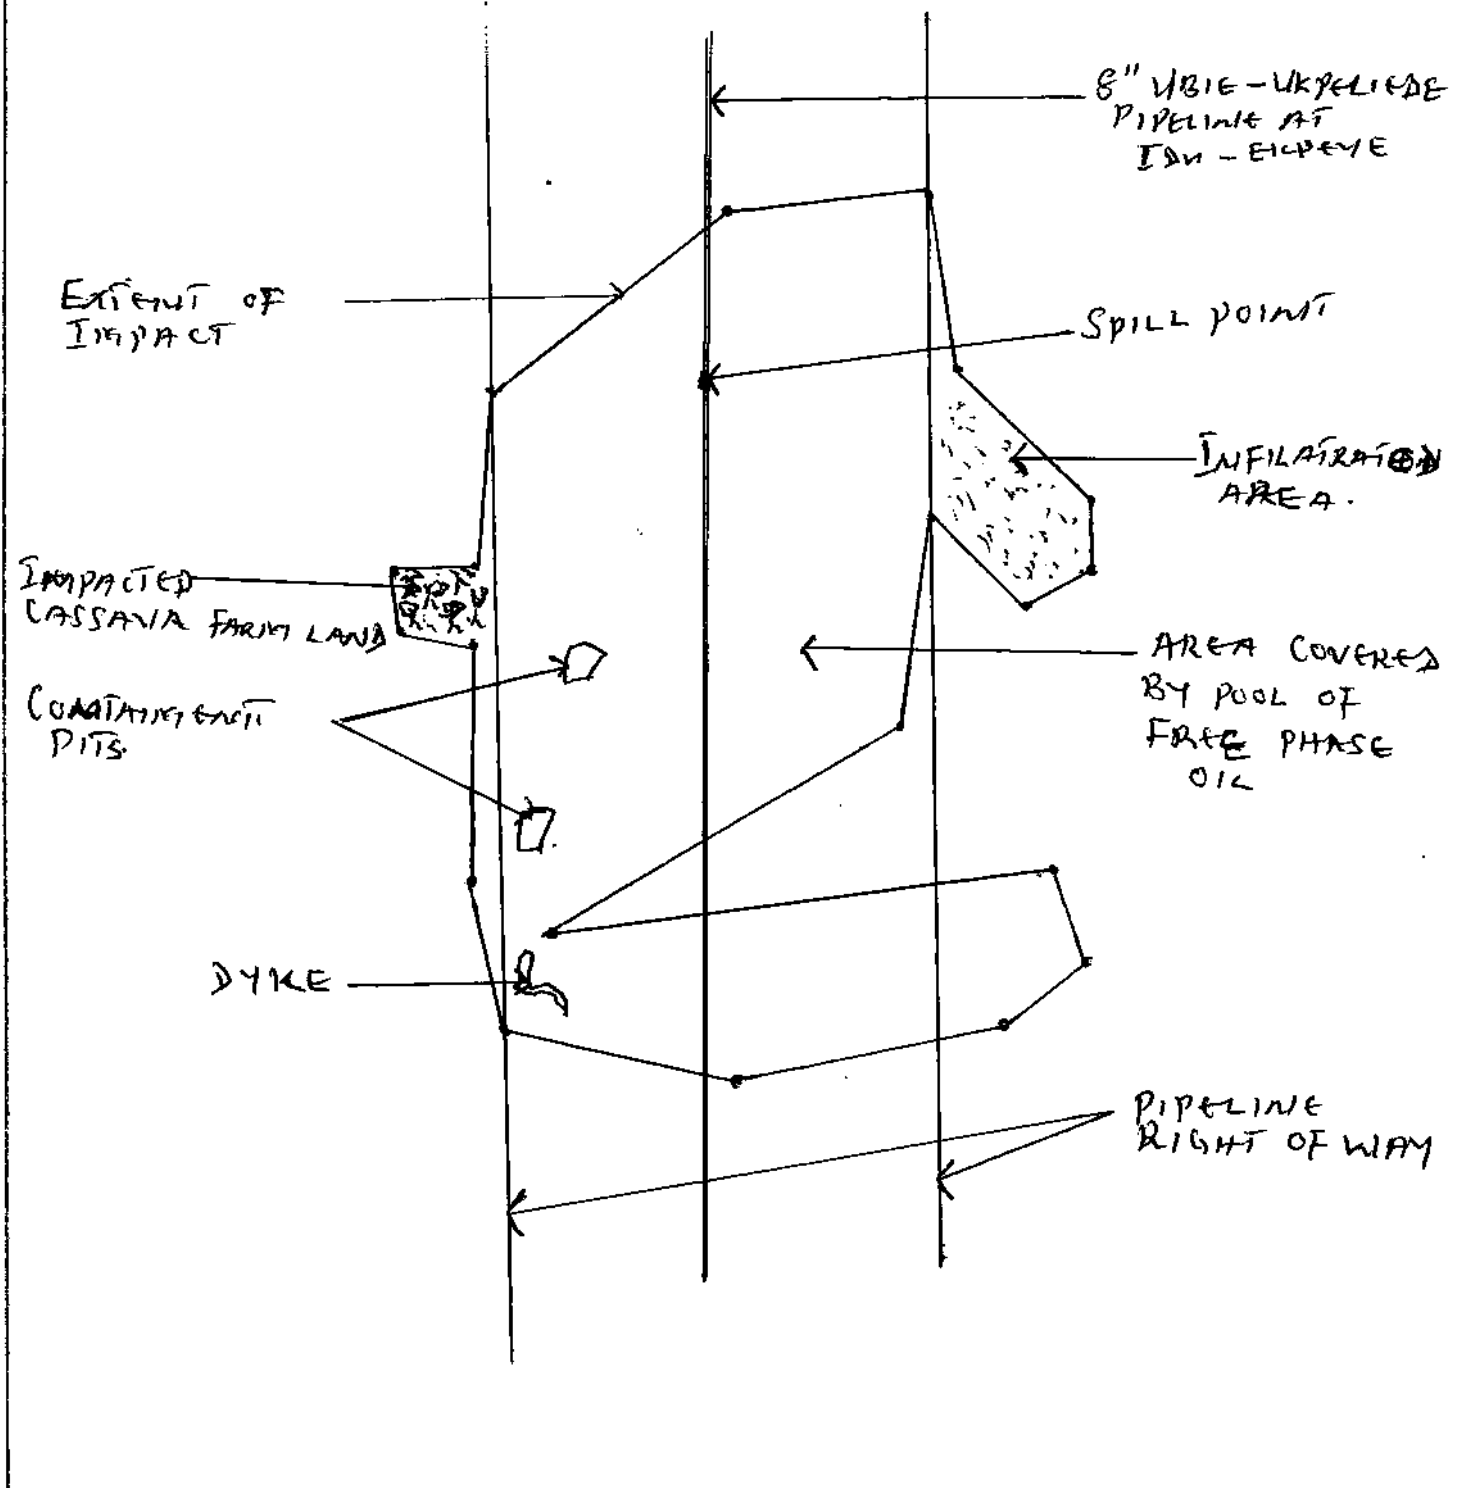 8" UBIE - UKPELIEDE
PIPELINE AT
IDU - EKPEYE
EXTENT OF
IMPACT
SPILL POINT
INFILATRATION
AREA.
IMPACTED
CASSAVA FARM LAND
AREA COVERED
BY POOL OF
FREE PHASE
OIL
CONTAINMENT
PITS.
DYKE
PIPELINE
RIGHT OF WAY